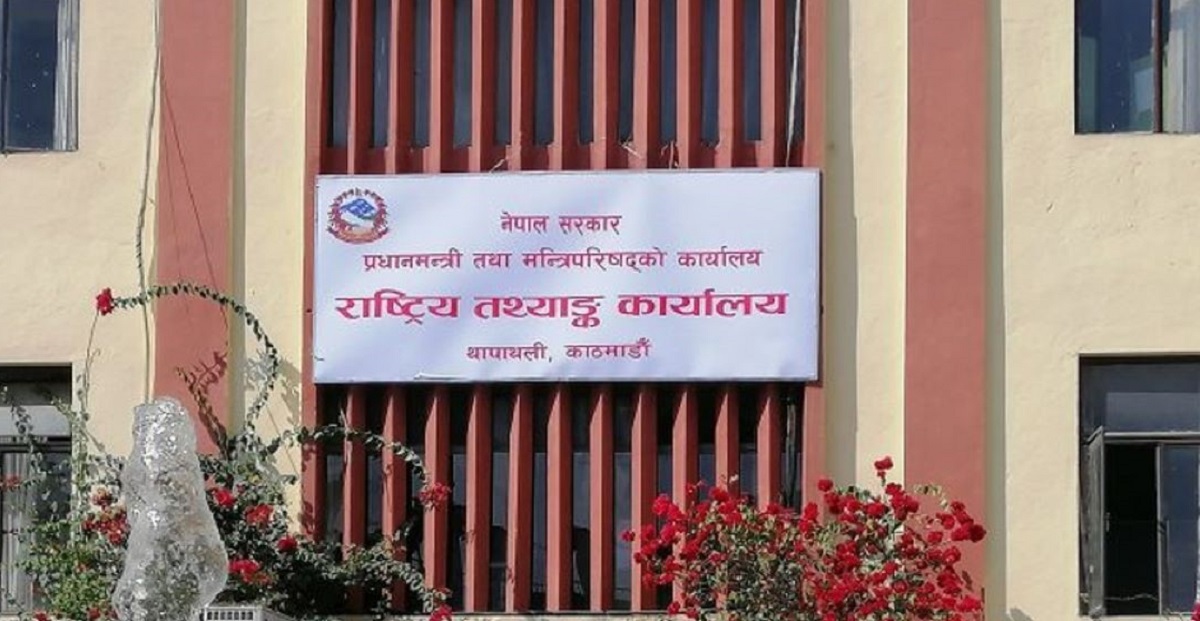 नेपाल सरकार
प्रधानमन्त्री तथा मन्त्रिपरिषद्को कार्यालय
राष्ट्रिय तथ्याङ्क कार्यालय
थापाथली, काठमाडौँ